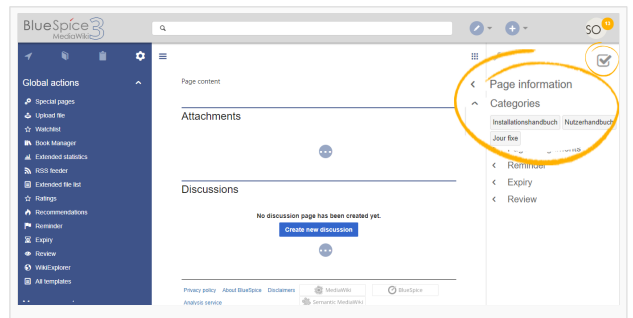 BlueSpice 3
MediaWiki
SO
Global actions
Special pages
Upload file
Watchlist
Book Manager
Extended statistics
RSS feeder
Extended file list
Ratings
Recommendations
Reminder
Expiry
Review
WikiExplorer
All templates
Page content
Attachments
Discussions
No discussion page has been created yet.
Create new discussion
Privacy policy About BlueSpice Disclaimers MediaWiki BlueSpice
Analysis service Semantic MediaWiki
Page information
Categories
Installationshandbuch Nutzerhandbuch
Jour fixe
Reminder
Expiry
Review